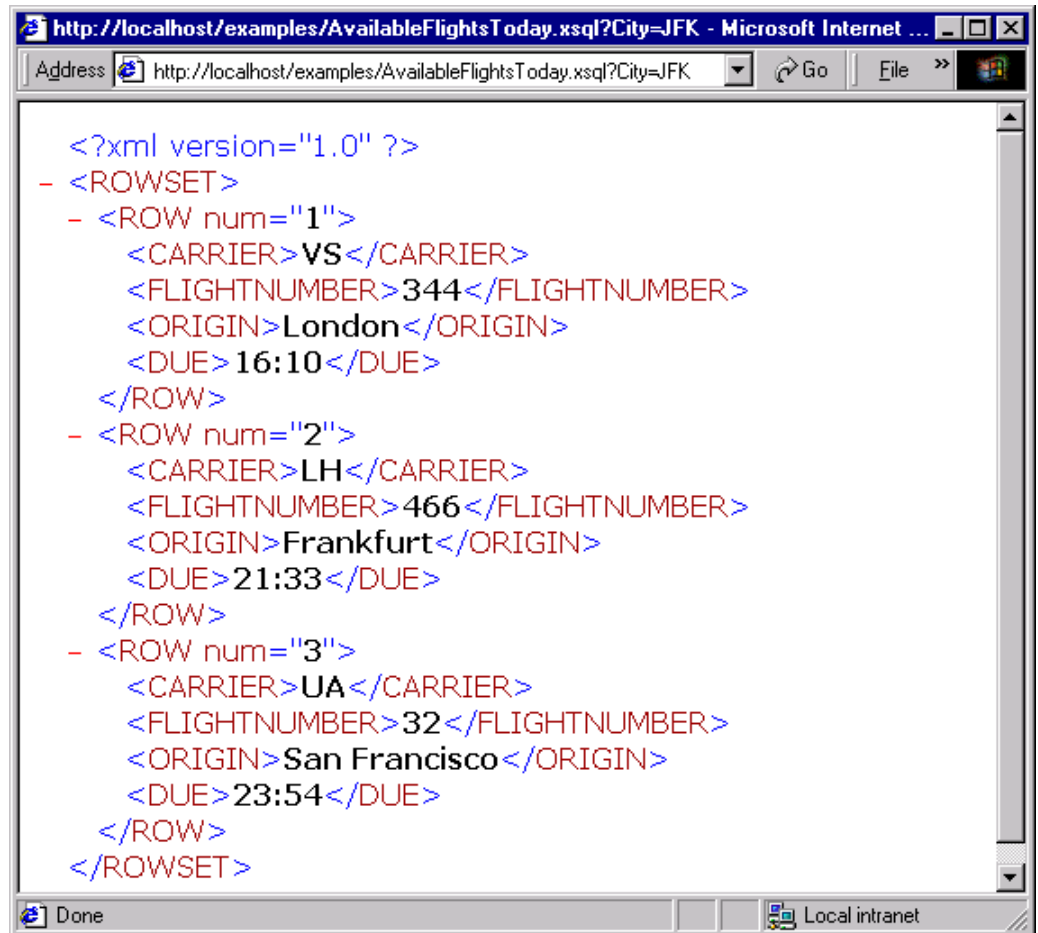 http://localhost/examples/AvailableFlightsToday.xsql?City=JFK - Microsoft Internet ...
Address http://localhost/examples/AvailableFlightsToday.xsql?City=JFK Go File »
<?xml version="1.0" ?>
- <ROWSET>
- <ROW num="1">
<CARRIER>VS</CARRIER>
<FLIGHTNUMBER>344</FLIGHTNUMBER>
<ORIGIN>London</ORIGIN>
<DUE>16:10</DUE>
</ROW>
- <ROW num="2">
<CARRIER>LH</CARRIER>
<FLIGHTNUMBER>466</FLIGHTNUMBER>
<ORIGIN>Frankfurt</ORIGIN>
<DUE>21:33</DUE>
</ROW>
- <ROW num="3">
<CARRIER>UA</CARRIER>
<FLIGHTNUMBER>32</FLIGHTNUMBER>
<ORIGIN>San Francisco</ORIGIN>
<DUE>23:54</DUE>
</ROW>
</ROWSET>
Done Local intranet